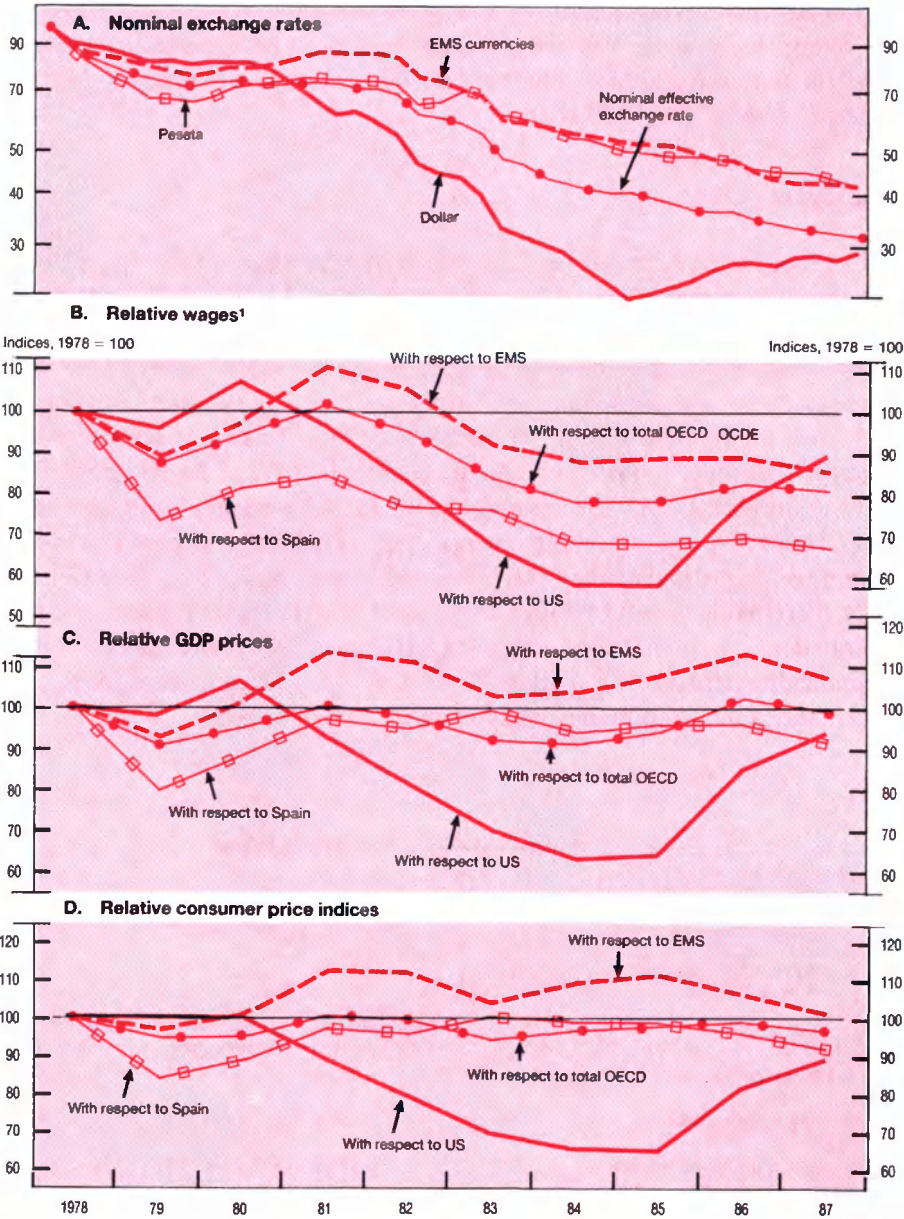 A. Nominal exchange rates
90
70
50
40
30
EMS currencies
Nominal effective
exchange rate
Peseta
Dollar
90
70
50
40
30
B. Relative wages¹
Indices, 1978 = 100
Indices, 1978 = 100
110
100
90
80
70
60
50
With respect to EMS
With respect to total OECD OCDE
With respect to Spain
With respect to US
110
100
90
80
70
60
C. Relative GDP prices
110
100
90
80
70
60
With respect to EMS
With respect to total OECD
With respect to Spain
With respect to US
120
110
100
90
80
70
60
D. Relative consumer price indices
120
110
100
90
80
70
60
With respect to EMS
With respect to total OECD
With respect to Spain
With respect to US
120
110
100
90
80
70
60
1978 79 80 81 82 83 84 85 86 87